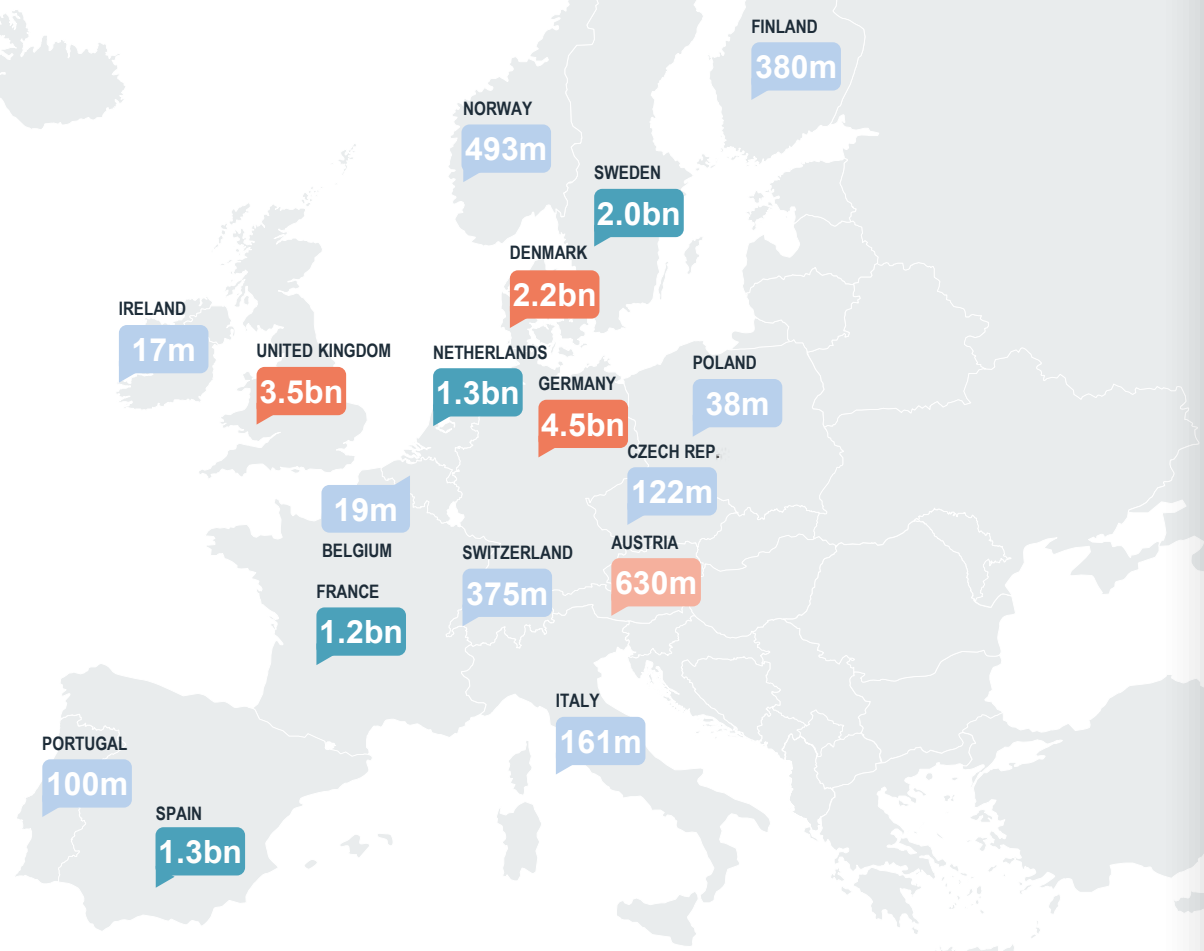 FINLAND
380m
NORWAY
493m
SWEDEN
2.0bn
DENMARK
2.2bn
IRELAND
17m
UNITED KINGDOM
3.5bn
NETHERLANDS
1.3bn
GERMANY
4.5bn
POLAND
38m
CZECH REP.
122m
19m
BELGIUM
SWITZERLAND
375m
AUSTRIA
630m
FRANCE
1.2bn
ITALY
161m
PORTUGAL
100m
SPAIN
1.3bn